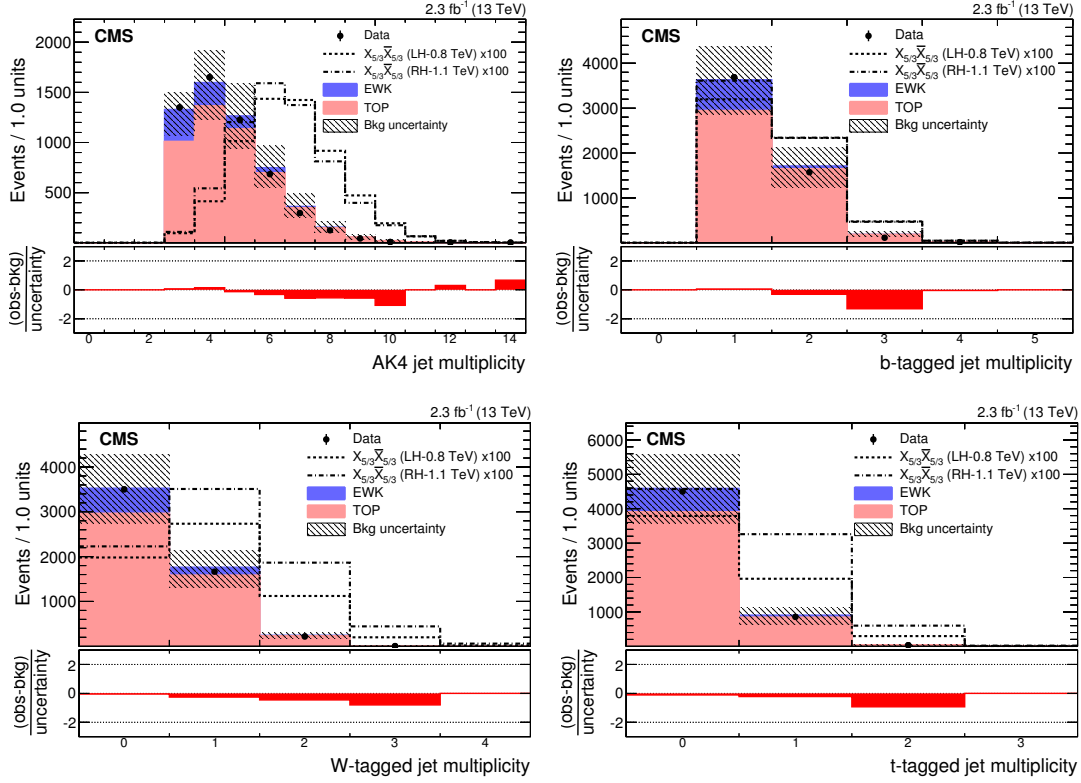 2.3 fb⁻¹ (13 TeV)
CMS
Data
X₅/₃X̅₅/₃ (LH-0.8 TeV) x100
X₅/₃X̅₅/₃ (RH-1.1 TeV) x100
EWK
TOP
Bkg uncertainty
Events / 1.0 units
2000
1500
1000
500
(obs-bkg)
uncertainty
2
0
-2
0 2 4 6 8 10 12 14
AK4 jet multiplicity
2.3 fb⁻¹ (13 TeV)
CMS
Data
X₅/₃X̅₅/₃ (LH-0.8 TeV) x100
X₅/₃X̅₅/₃ (RH-1.1 TeV) x100
EWK
TOP
Bkg uncertainty
Events / 1.0 units
5000
4000
3000
2000
1000
(obs-bkg)
uncertainty
2
0
-2
0 1 2 3 4 5
b-tagged jet multiplicity
2.3 fb⁻¹ (13 TeV)
CMS
Data
X₅/₃X̅₅/₃ (LH-0.8 TeV) x100
X₅/₃X̅₅/₃ (RH-1.1 TeV) x100
EWK
TOP
Bkg uncertainty
Events / 1.0 units
4000
3000
2000
1000
(obs-bkg)
uncertainty
2
0
-2
0 1 2 3 4
W-tagged jet multiplicity
2.3 fb⁻¹ (13 TeV)
CMS
Data
X₅/₃X̅₅/₃ (LH-0.8 TeV) x100
X₅/₃X̅₅/₃ (RH-1.1 TeV) x100
EWK
TOP
Bkg uncertainty
Events / 1.0 units
6000
5000
4000
3000
2000
1000
(obs-bkg)
uncertainty
2
0
-2
0 1 2 3
t-tagged jet multiplicity